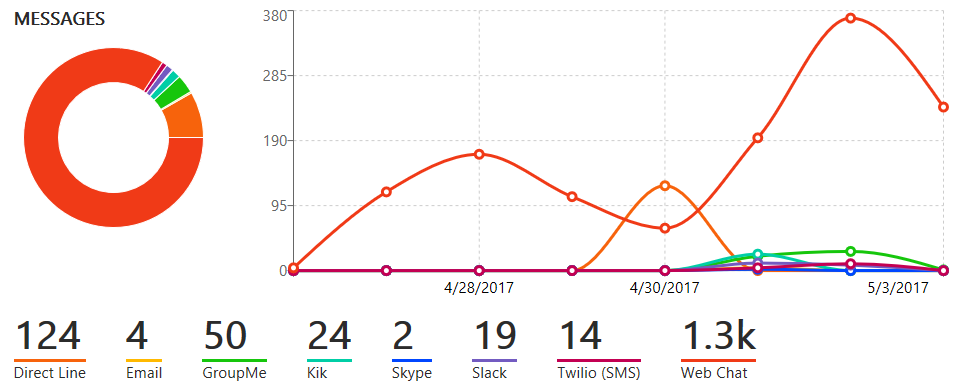 MESSAGES
380
285
190
95
0
4/28/2017 4/30/2017 5/3/2017
124 4 50 24 2 19 14 1.3k
Direct Line Email GroupMe Kik Skype Slack Twilio (SMS) Web Chat